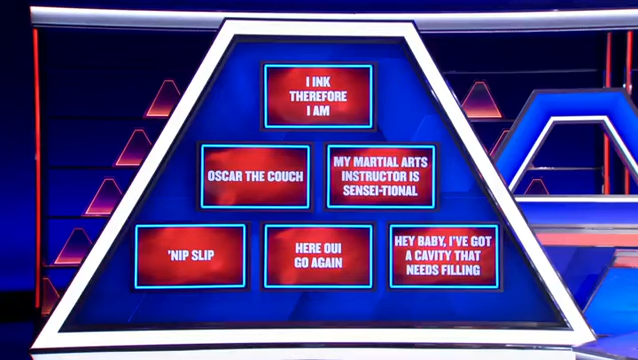 I INK
THEREFORE
I AM
OSCAR THE COUCH
MY MARTIAL ARTS
INSTRUCTOR IS
SENSEI-TIONAL
'NIP SLIP
HERE OUI
GO AGAIN
HEY BABY, I'VE GOT
A CAVITY THAT
NEEDS FILLING